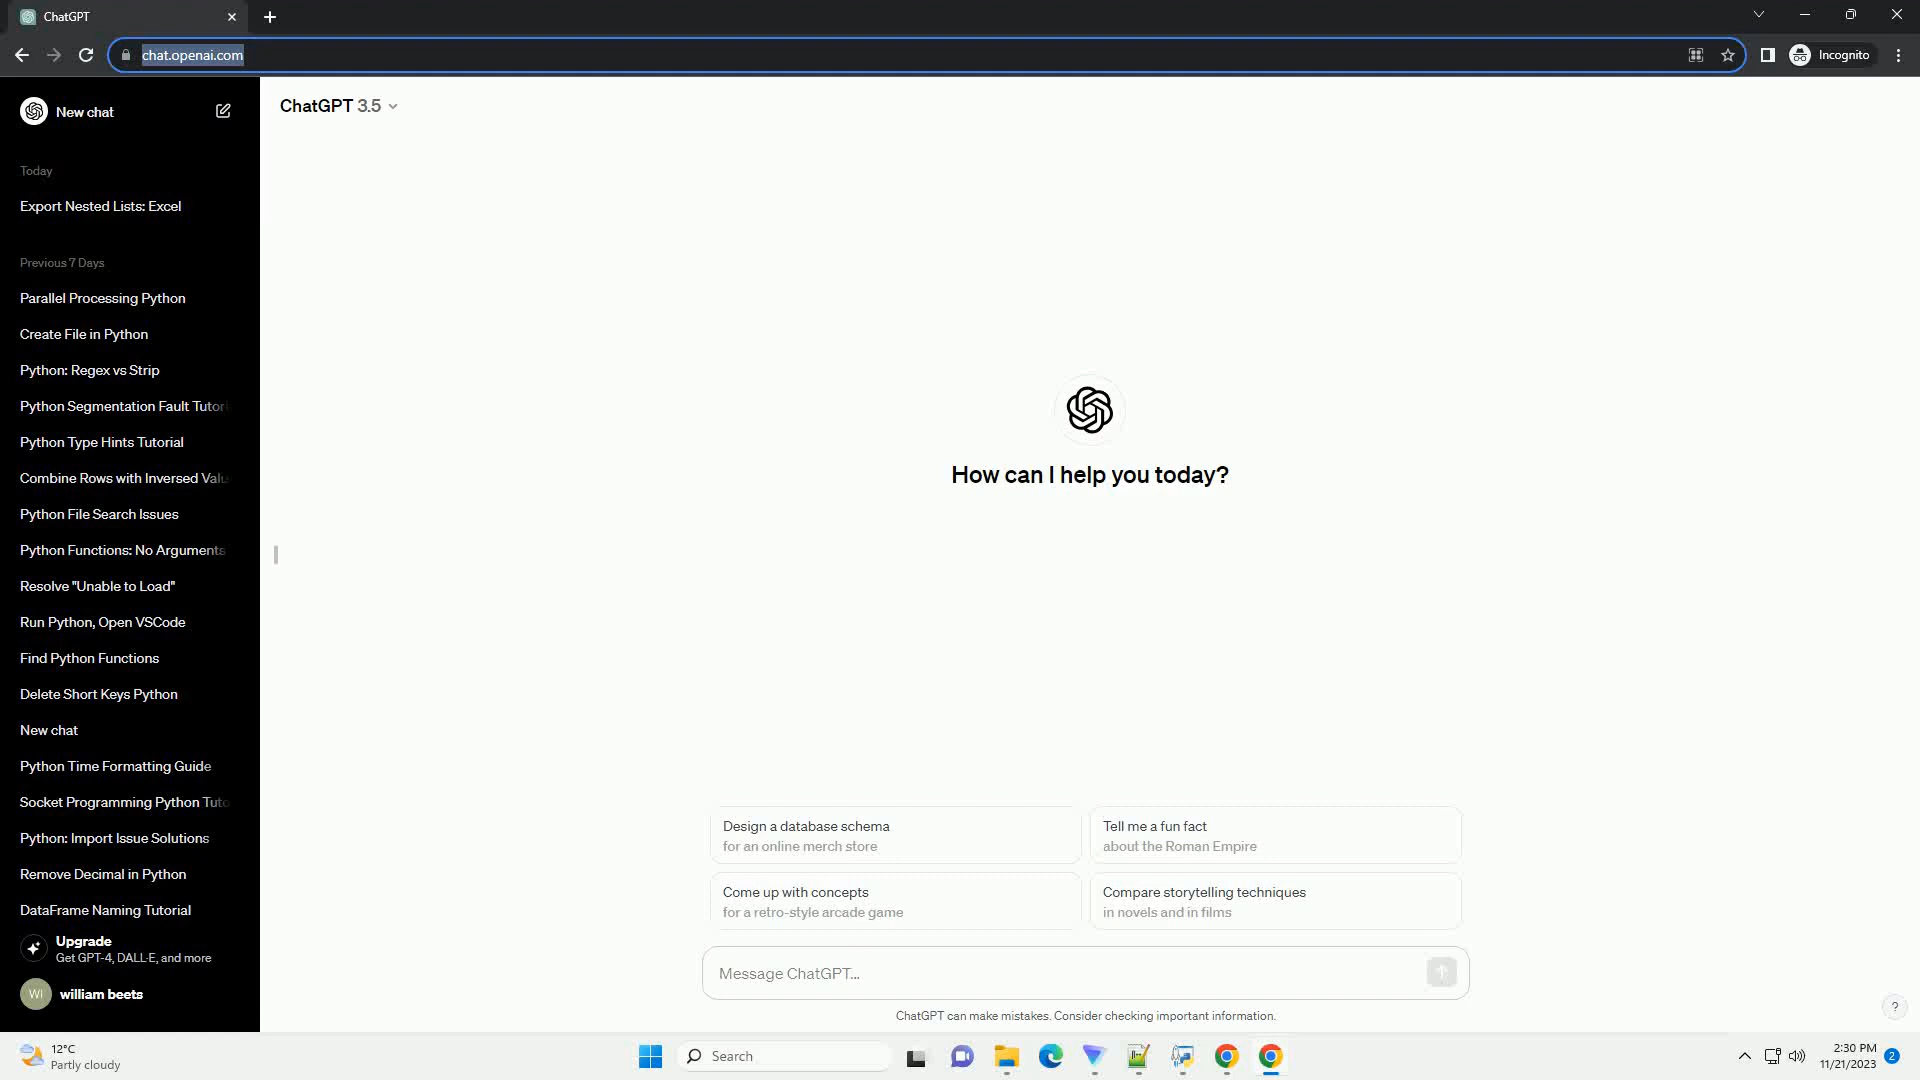 ChatGPT
chat.openai.com
Incognito
New chat
ChatGPT 3.5
Today
Export Nested Lists: Excel
Previous 7 Days
Parallel Processing Python
Create File in Python
Python: Regex vs Strip
Python Segmentation Fault Tutori
Python Type Hints Tutorial
Combine Rows with Inversed Valu
Python File Search Issues
Python Functions: No Arguments
Resolve "Unable to Load"
Run Python, Open VSCode
Find Python Functions
Delete Short Keys Python
New chat
Python Time Formatting Guide
Socket Programming Python Tuto
Python: Import Issue Solutions
Remove Decimal in Python
DataFrame Naming Tutorial
Upgrade
Get GPT-4, DALL·E, and more
WI
william beets
How can I help you today?
Design a database schema
for an online merch store
Tell me a fun fact
about the Roman Empire
Come up with concepts
for a retro-style arcade game
Compare storytelling techniques
in novels and in films
Message ChatGPT...
ChatGPT can make mistakes. Consider checking important information.
?
12°C
Partly cloudy
Search
2:30 PM
11/21/2023
2